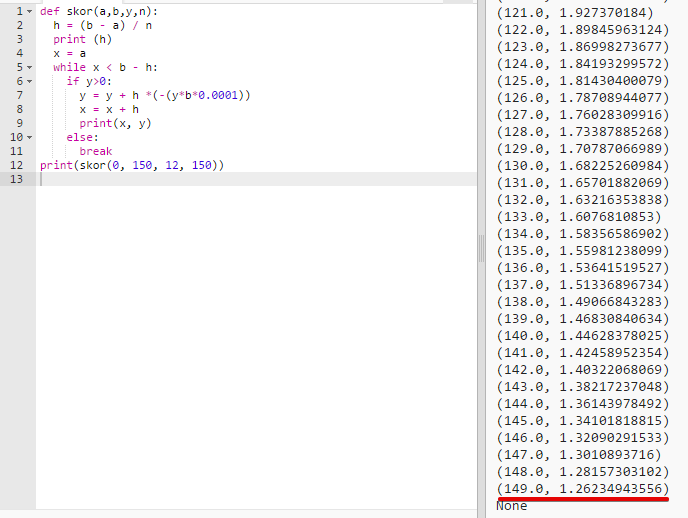 1 def skor(a,b,y,n):
2 h = (b - a) / n
3 print (h)
4 x = a
5 while x < b - h:
6 if y>0:
7 y = y + h *(-(y*b*0.0001))
8 x = x + h
9 print(x, y)
10 else:
11 break
12 print(skor(0, 150, 12, 150))
13
(121.0, 1.927370184)
(122.0, 1.89845963124)
(123.0, 1.86998273677)
(124.0, 1.84193299572)
(125.0, 1.81430400079)
(126.0, 1.78708944077)
(127.0, 1.76028309916)
(128.0, 1.73387885268)
(129.0, 1.70787066989)
(130.0, 1.68225260984)
(131.0, 1.65701882069)
(132.0, 1.63216353838)
(133.0, 1.6076810853)
(134.0, 1.58356586902)
(135.0, 1.55981238099)
(136.0, 1.53641519527)
(137.0, 1.51336896734)
(138.0, 1.49066843283)
(139.0, 1.46830840634)
(140.0, 1.44628378025)
(141.0, 1.42458952354)
(142.0, 1.40322068069)
(143.0, 1.38217237048)
(144.0, 1.36143978492)
(145.0, 1.34101818815)
(146.0, 1.32090291533)
(147.0, 1.3010893716)
(148.0, 1.28157303102)
(149.0, 1.26234943556)
None